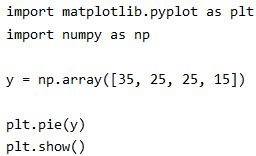 import matplotlib.pyplot as plt
import numpy as np

y = np.array([35, 25, 25, 15])

plt.pie(y)
plt.show()